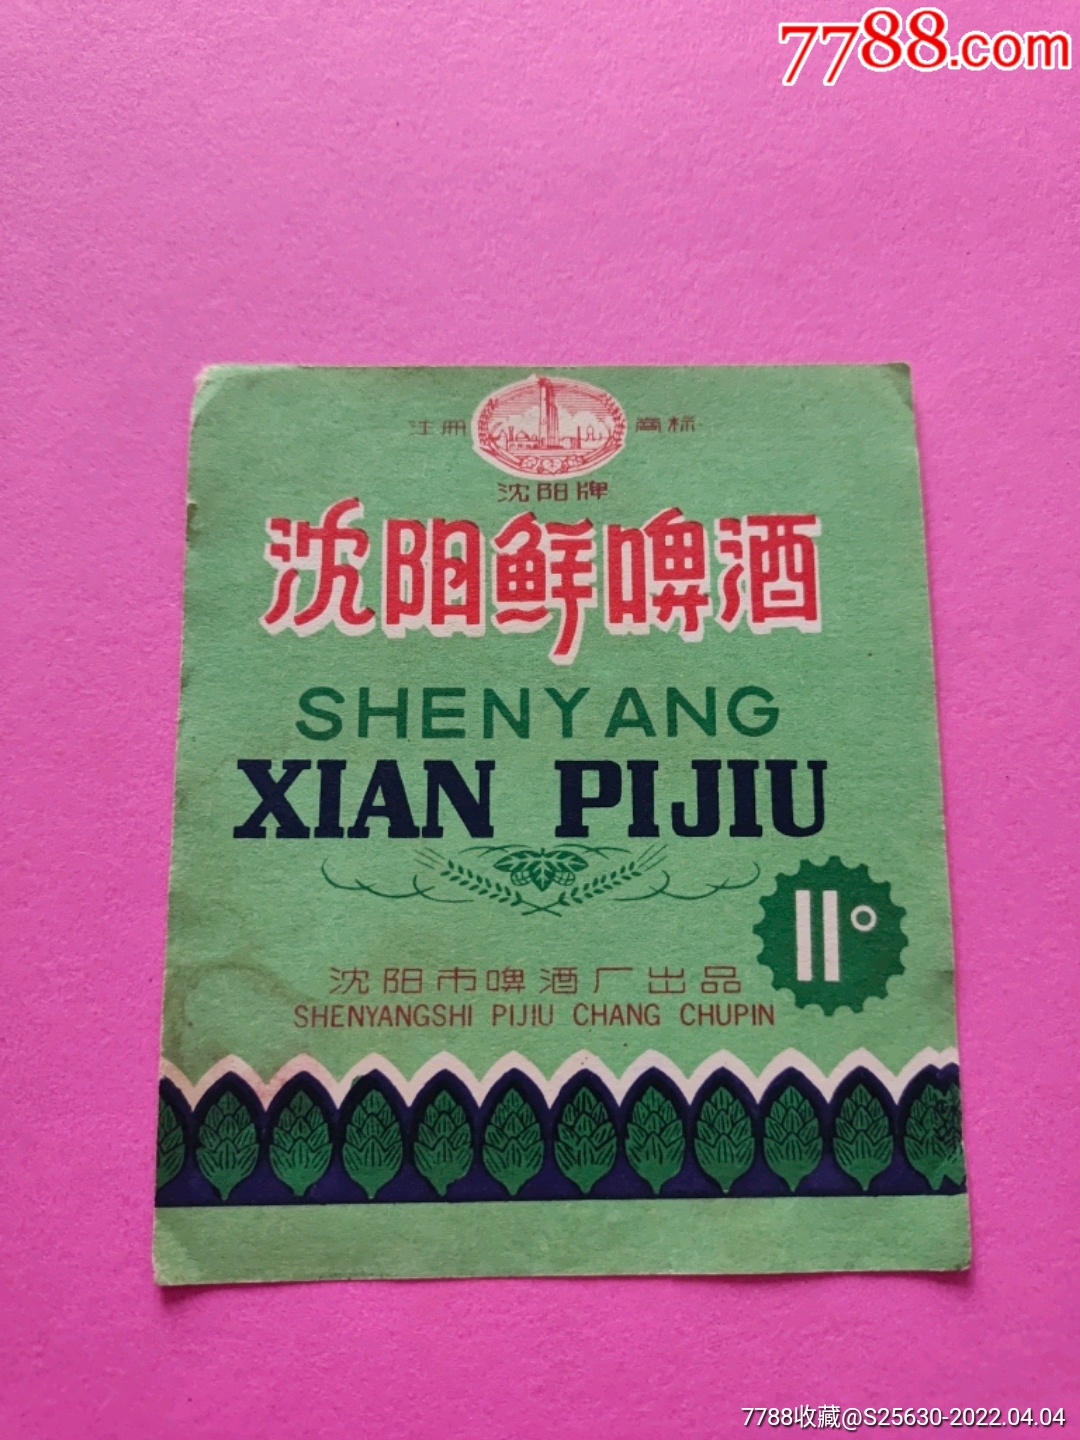 7788.com
注册 商标
沈阳牌
沈阳鲜啤酒
SHENYANG
XIAN PIJIU
11°
沈阳市啤酒厂出品
SHENYANGSHI PIJIU CHANG CHUPIN
7788收藏@S25630-2022.04.04